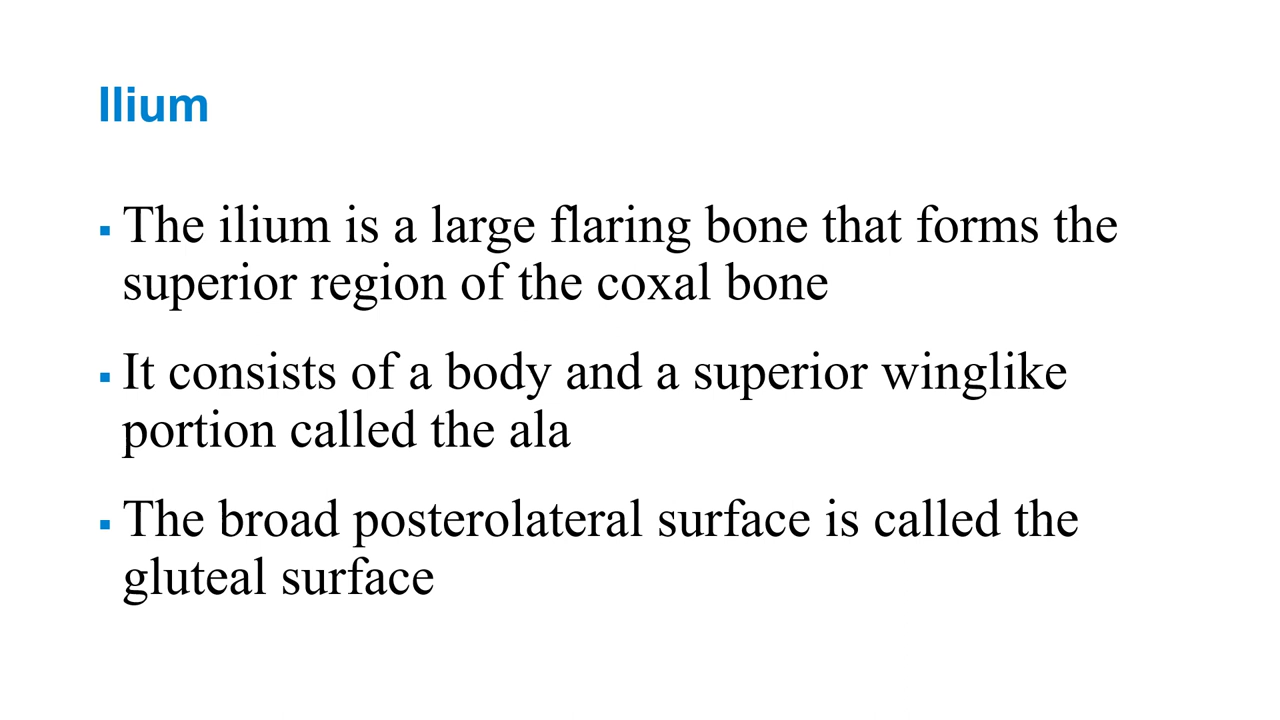 Ilium
▪ The ilium is a large flaring bone that forms the
superior region of the coxal bone
▪ It consists of a body and a superior winglike
portion called the ala
▪ The broad posterolateral surface is called the
gluteal surface